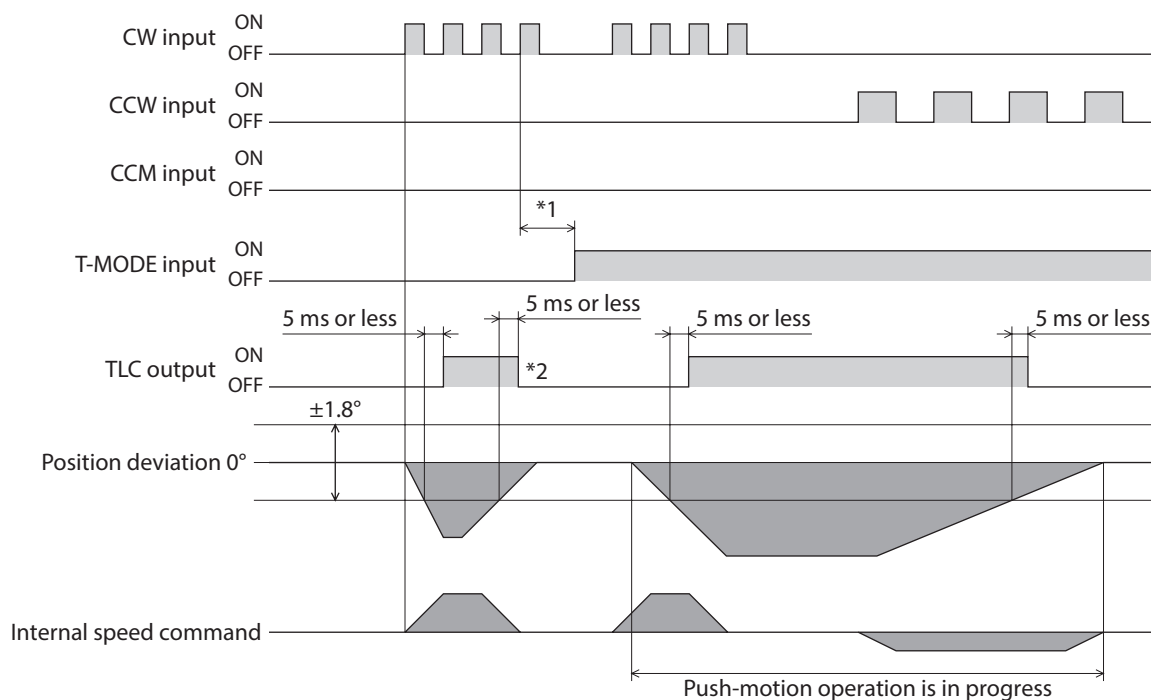 CW input ON
OFF
CCW input ON
OFF
CCM input ON
OFF
*1
T-MODE input ON
OFF
5 ms or less 5 ms or less 5 ms or less 5 ms or less
TLC output ON
OFF
*2
±1.8°
Position deviation 0°
Internal speed command
Push-motion operation is in progress